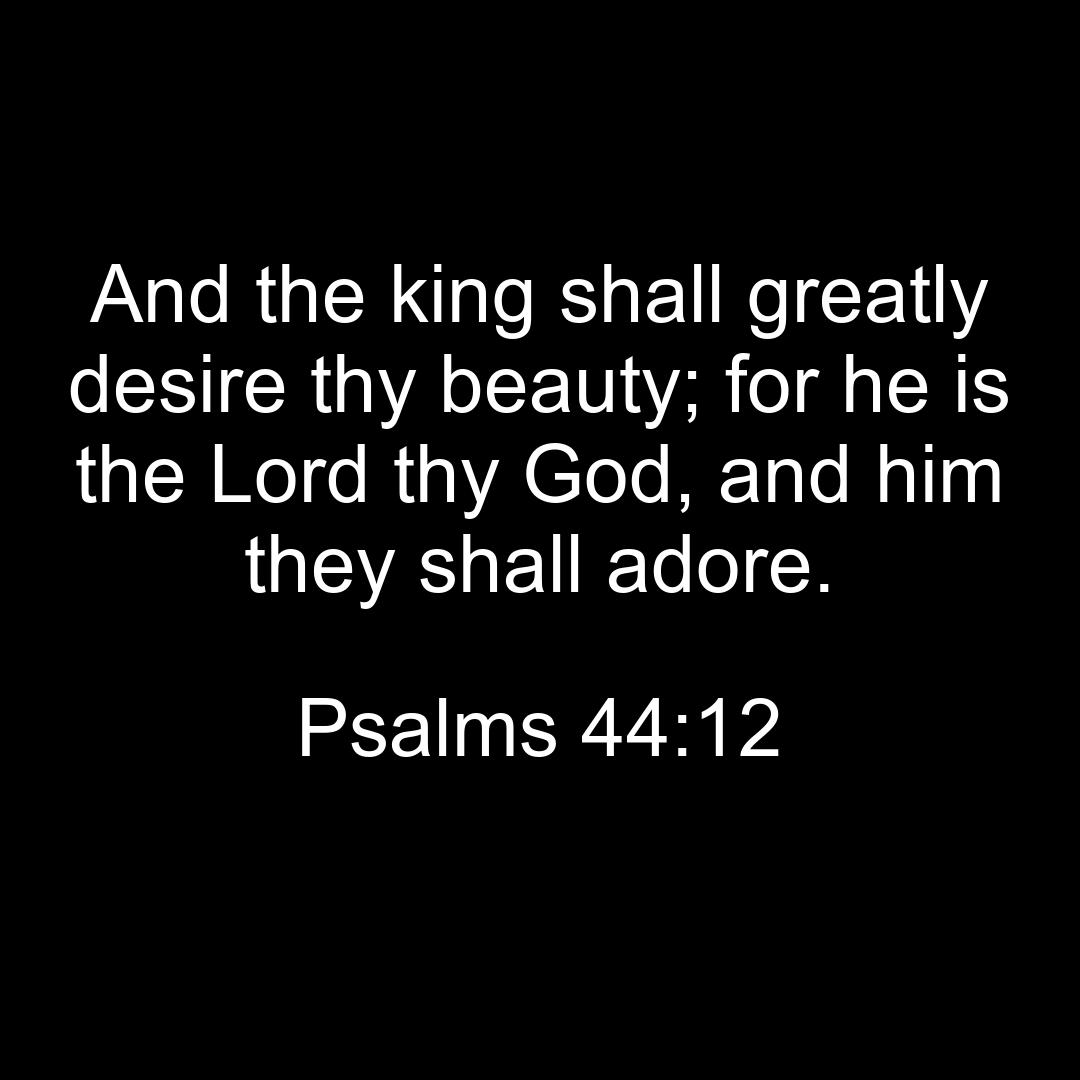 And the king shall greatly
desire thy beauty; for he is
the Lord thy God, and him
they shall adore.
Psalms 44:12